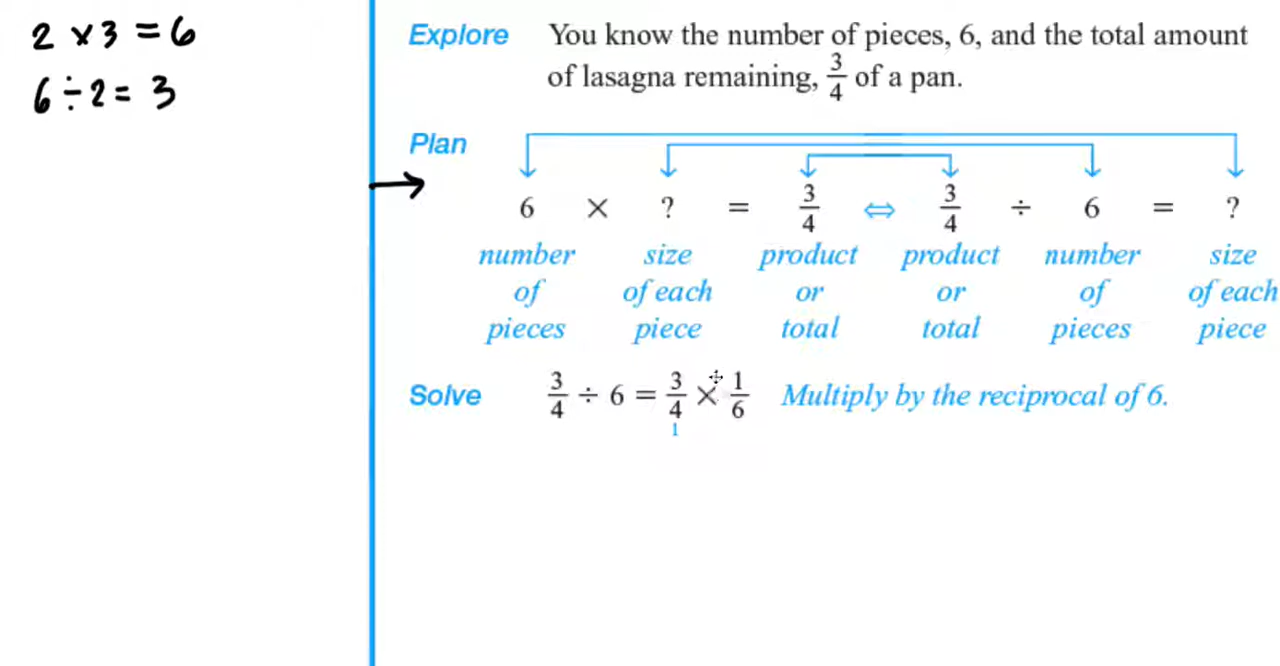 2 × 3 = 6
6 ÷ 2 = 3
Explore You know the number of pieces, 6, and the total amount
of lasagna remaining, 3/4 of a pan.
Plan
6 × ? = 3/4 ⇔ 3/4 ÷ 6 = ?
number size product product number size
of of each or or of of each
pieces piece total total pieces piece
Solve 3/4 ÷ 6 = 3/4 × 1/6 Multiply by the reciprocal of 6.
1